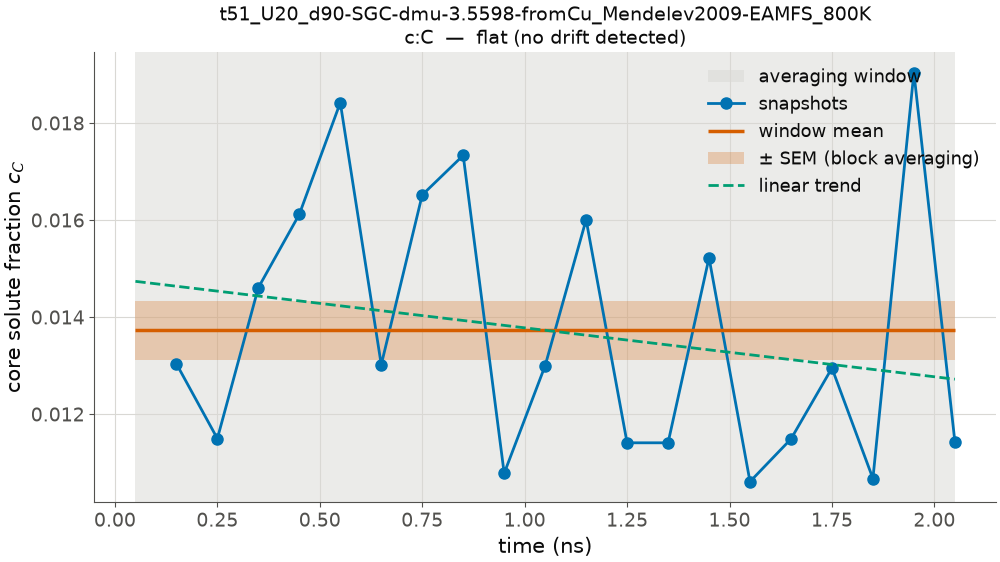 t51_U20_d90-SGC-dmu-3.5598-fromCu_Mendelev2009-EAMFS_800K
c:C — flat (no drift detected)
averaging window
snapshots
window mean
± SEM (block averaging)
linear trend
core solute fraction c_C
0.018
0.016
0.014
0.012
0.00 0.25 0.50 0.75 1.00 1.25 1.50 1.75 2.00
time (ns)